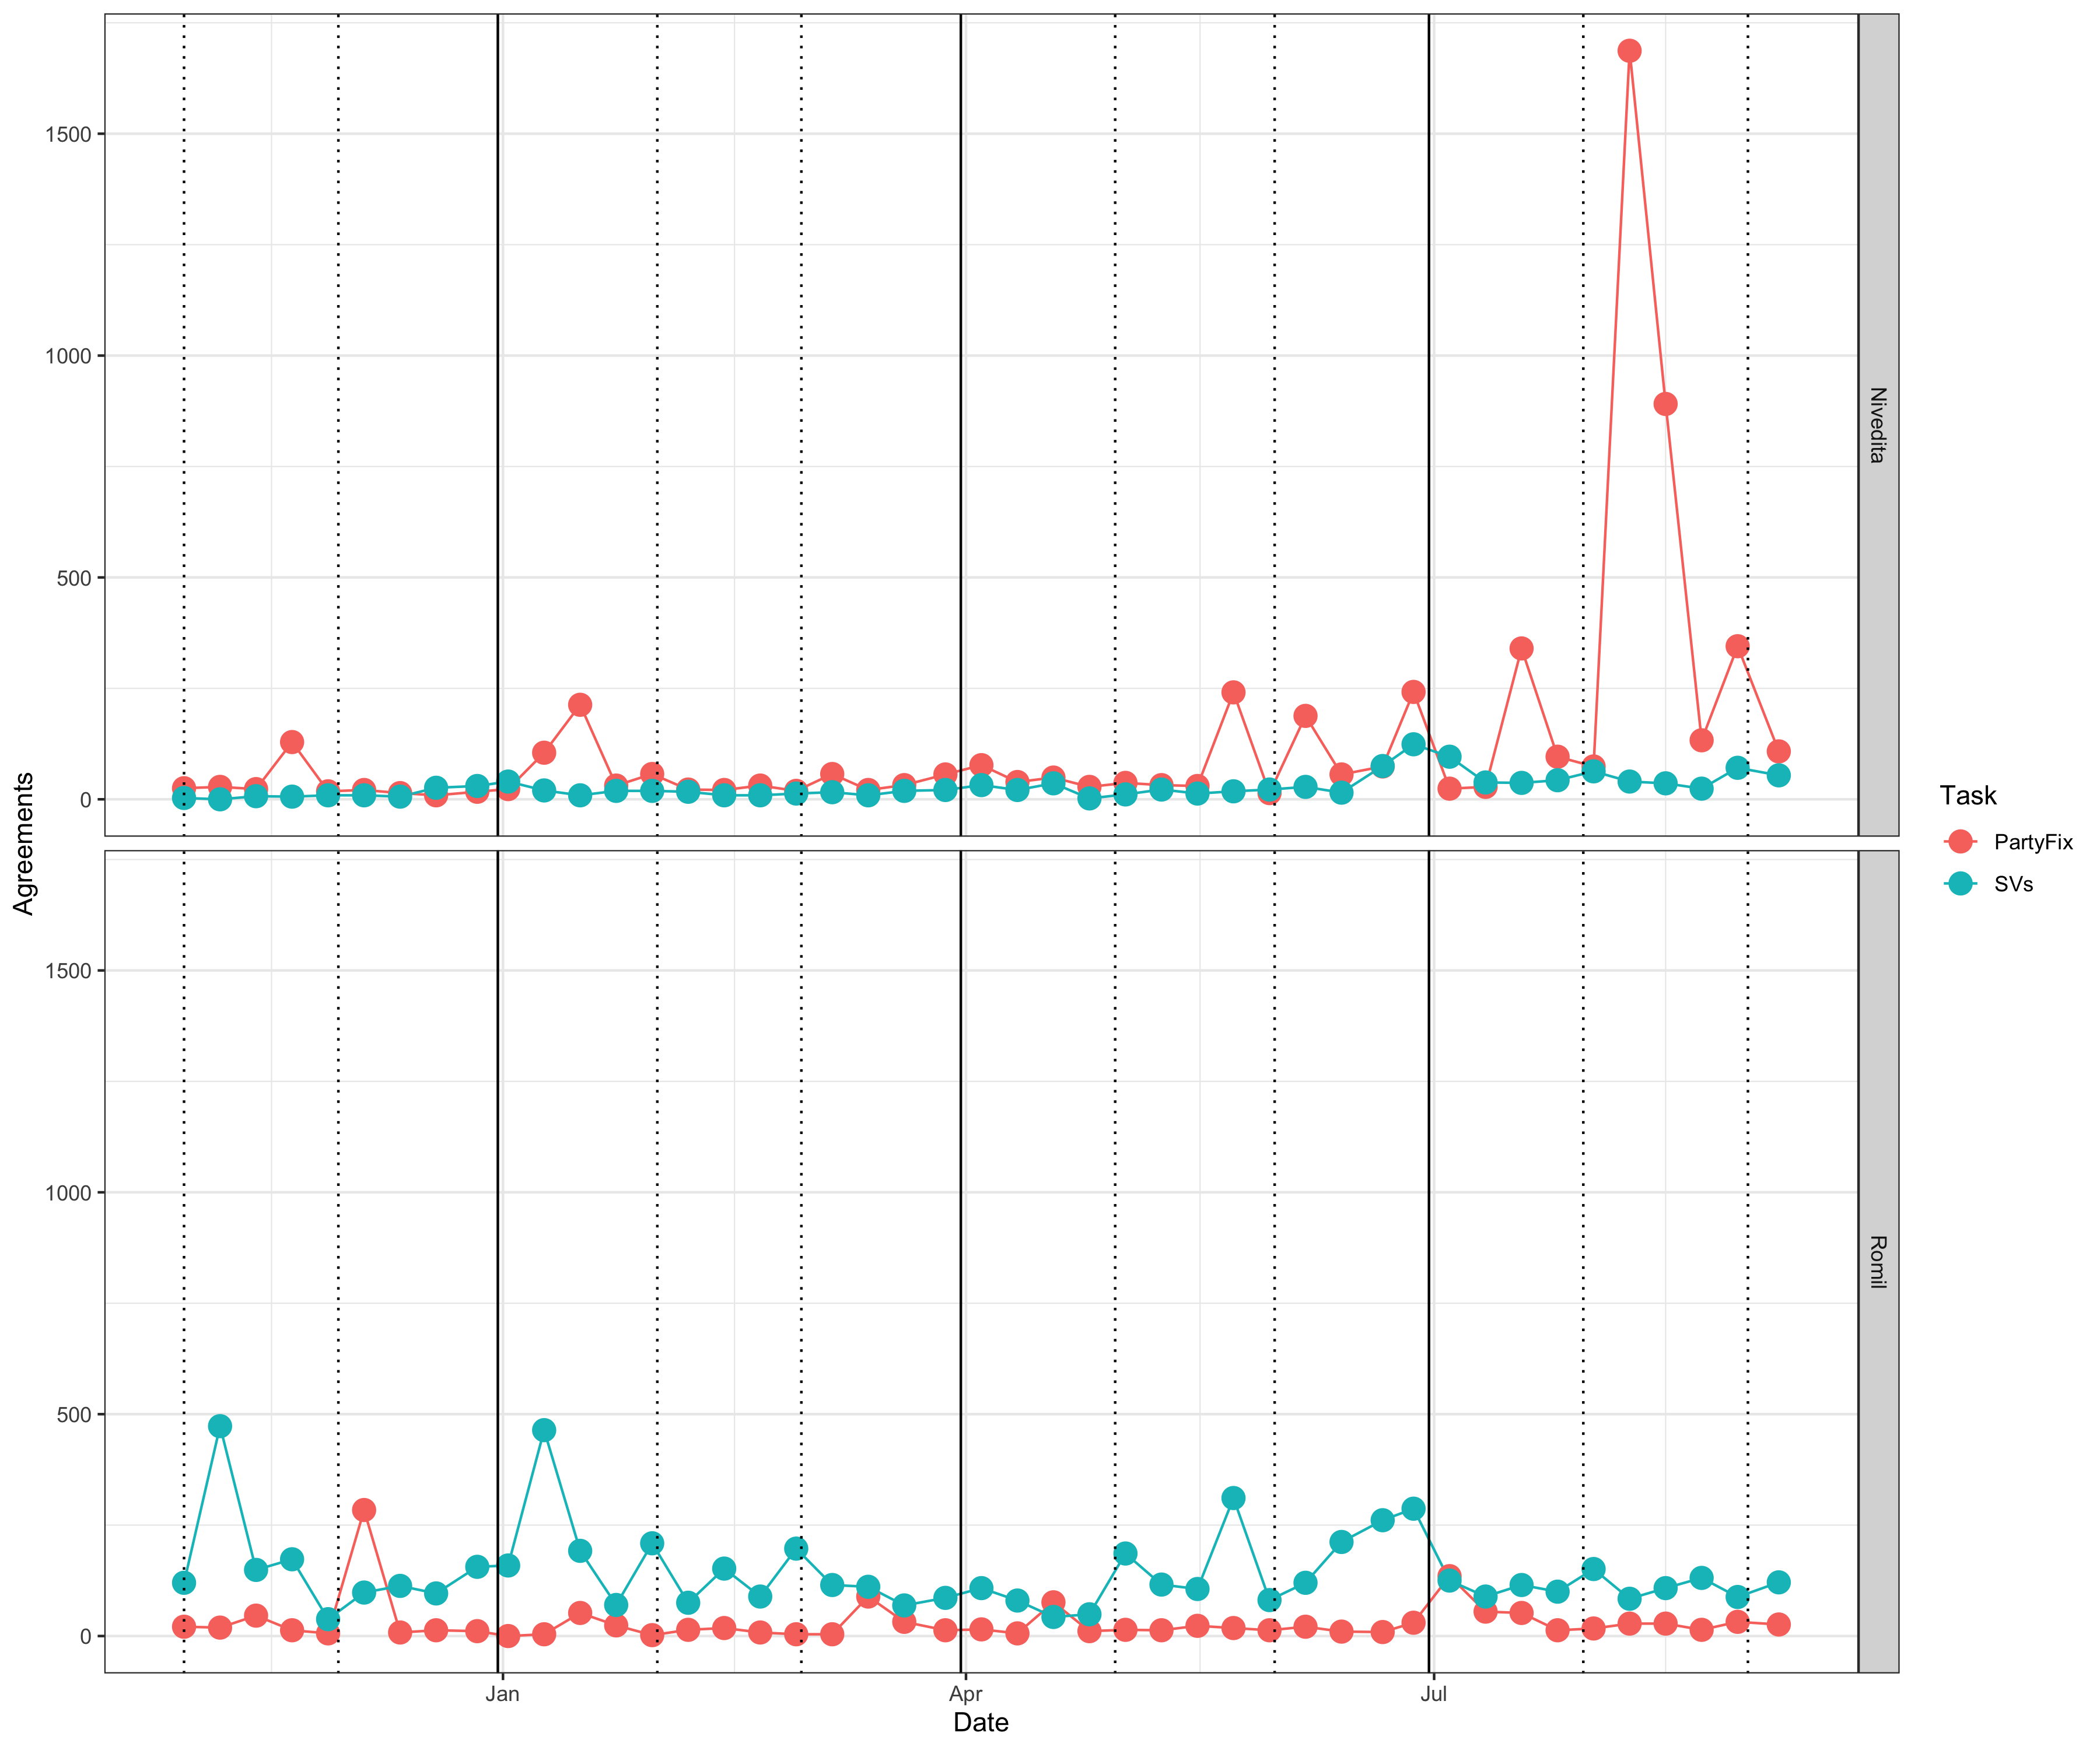 Agreements
1500
1000
500
0
Nivedita
1500
1000
500
0
Romil
Jan
Apr
Jul
Date
Task
PartyFix
SVs